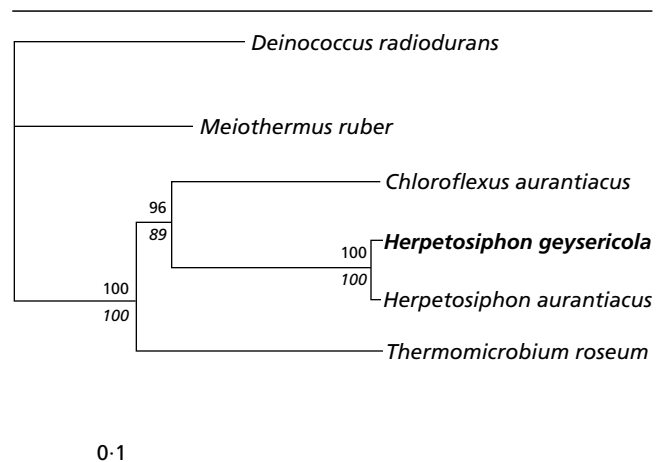 Deinococcus radiodurans
Meiothermus ruber
Chloroflexus aurantiacus
96
89
Herpetosiphon geysericola
100
100
Herpetosiphon aurantiacus
100
100
Thermomicrobium roseum
0·1